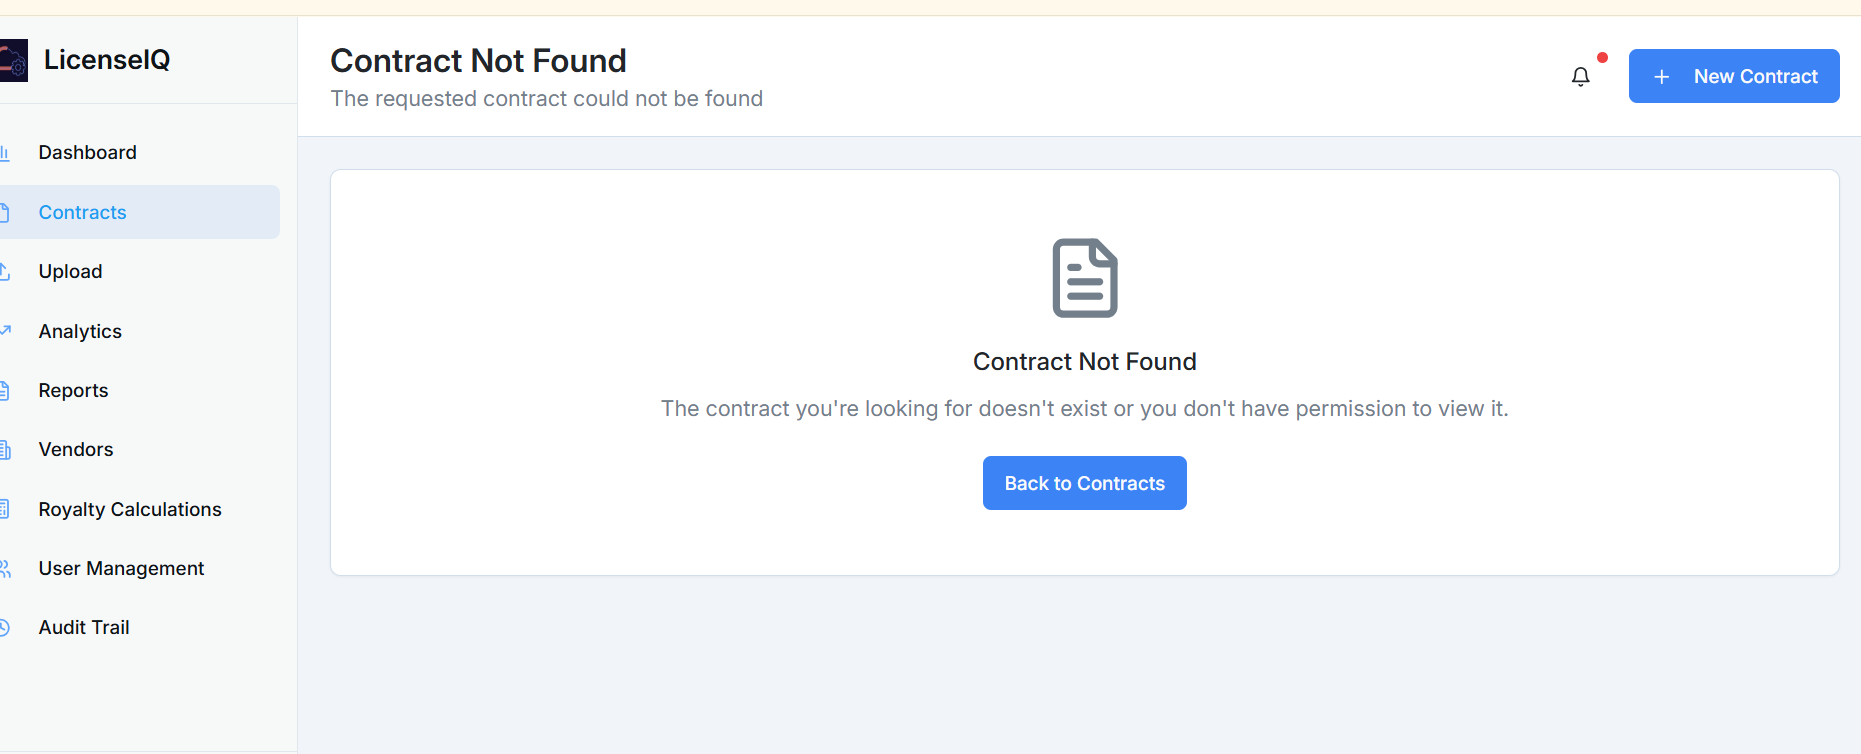 LicenseIQ
Dashboard
Contracts
Upload
Analytics
Reports
Vendors
Royalty Calculations
User Management
Audit Trail
Contract Not Found
The requested contract could not be found
New Contract
Contract Not Found
The contract you're looking for doesn't exist or you don't have permission to view it.
Back to Contracts